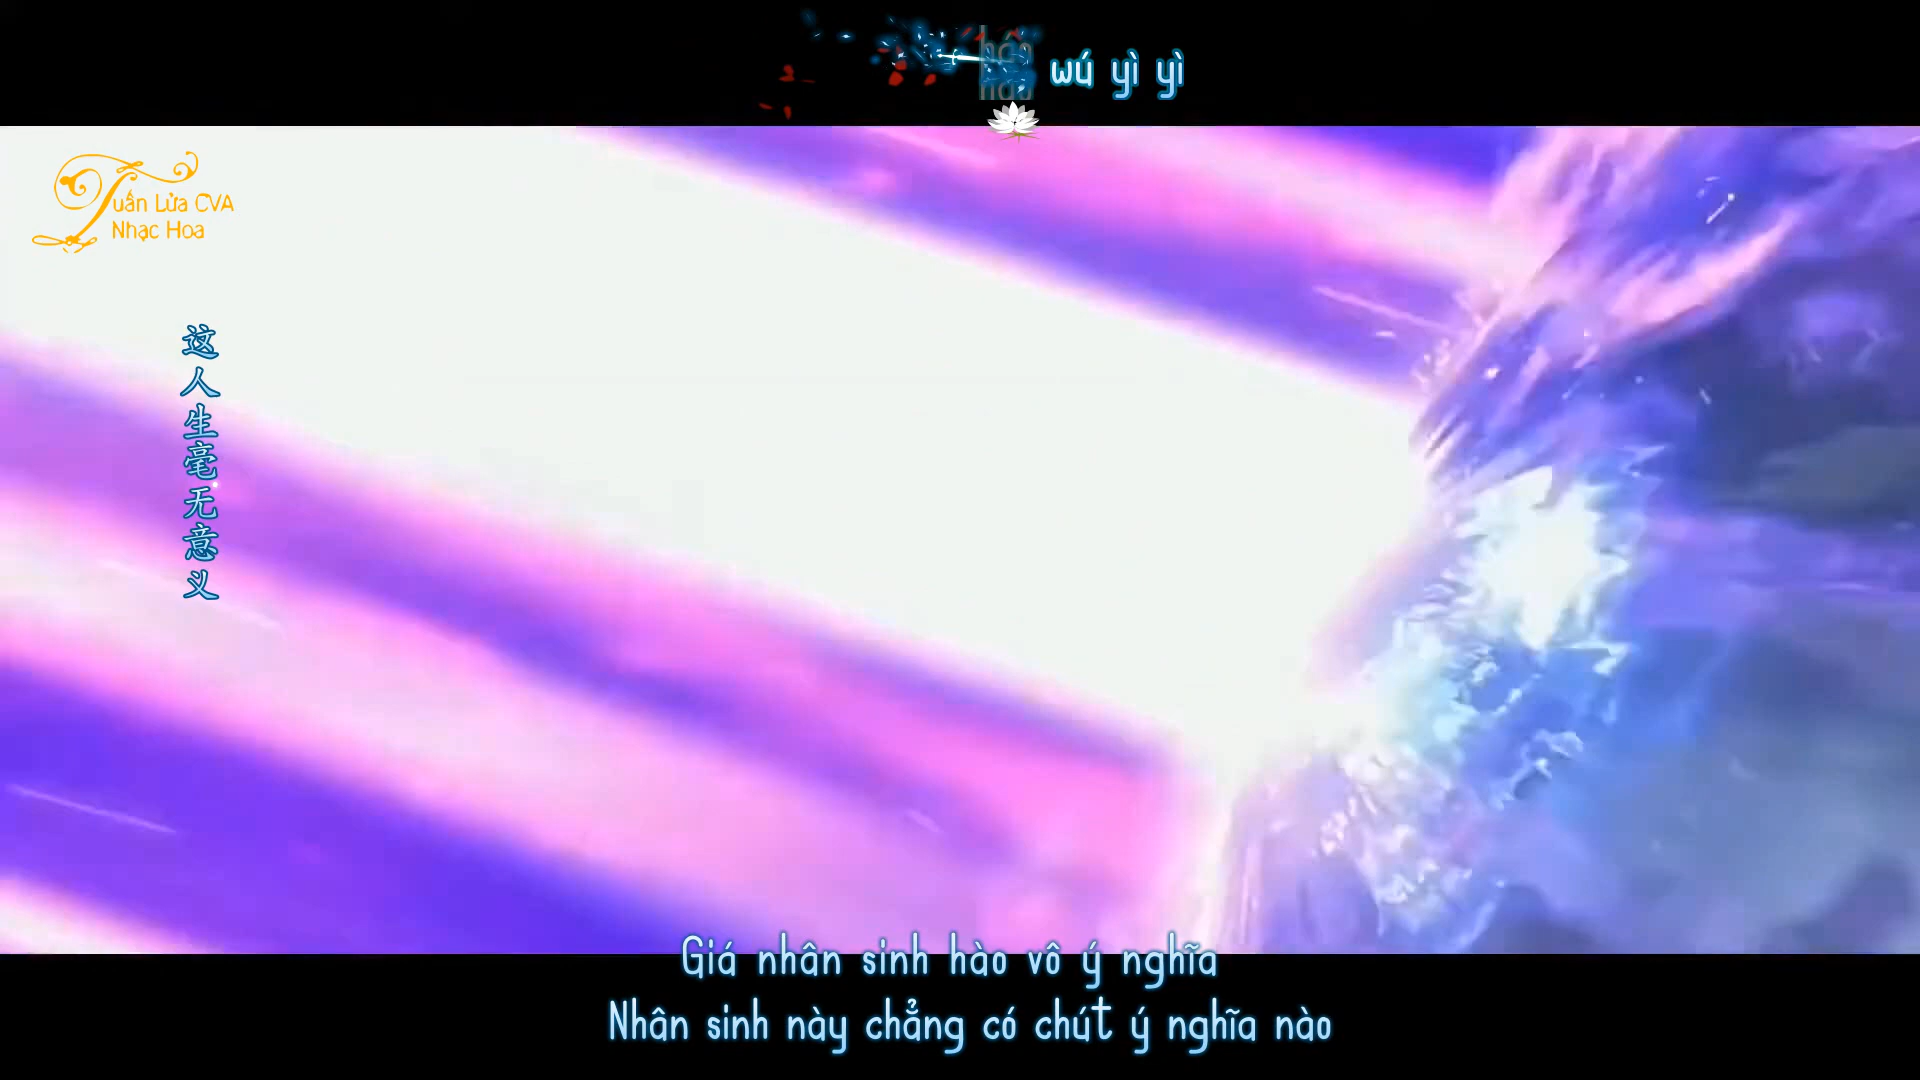 wú yì yì
Tuấn Lửa CVA
Nhạc Hoa
这人生毫无意义
Giá nhân sinh hào vô ý nghĩa
Nhân sinh này chẳng có chút ý nghĩa nào